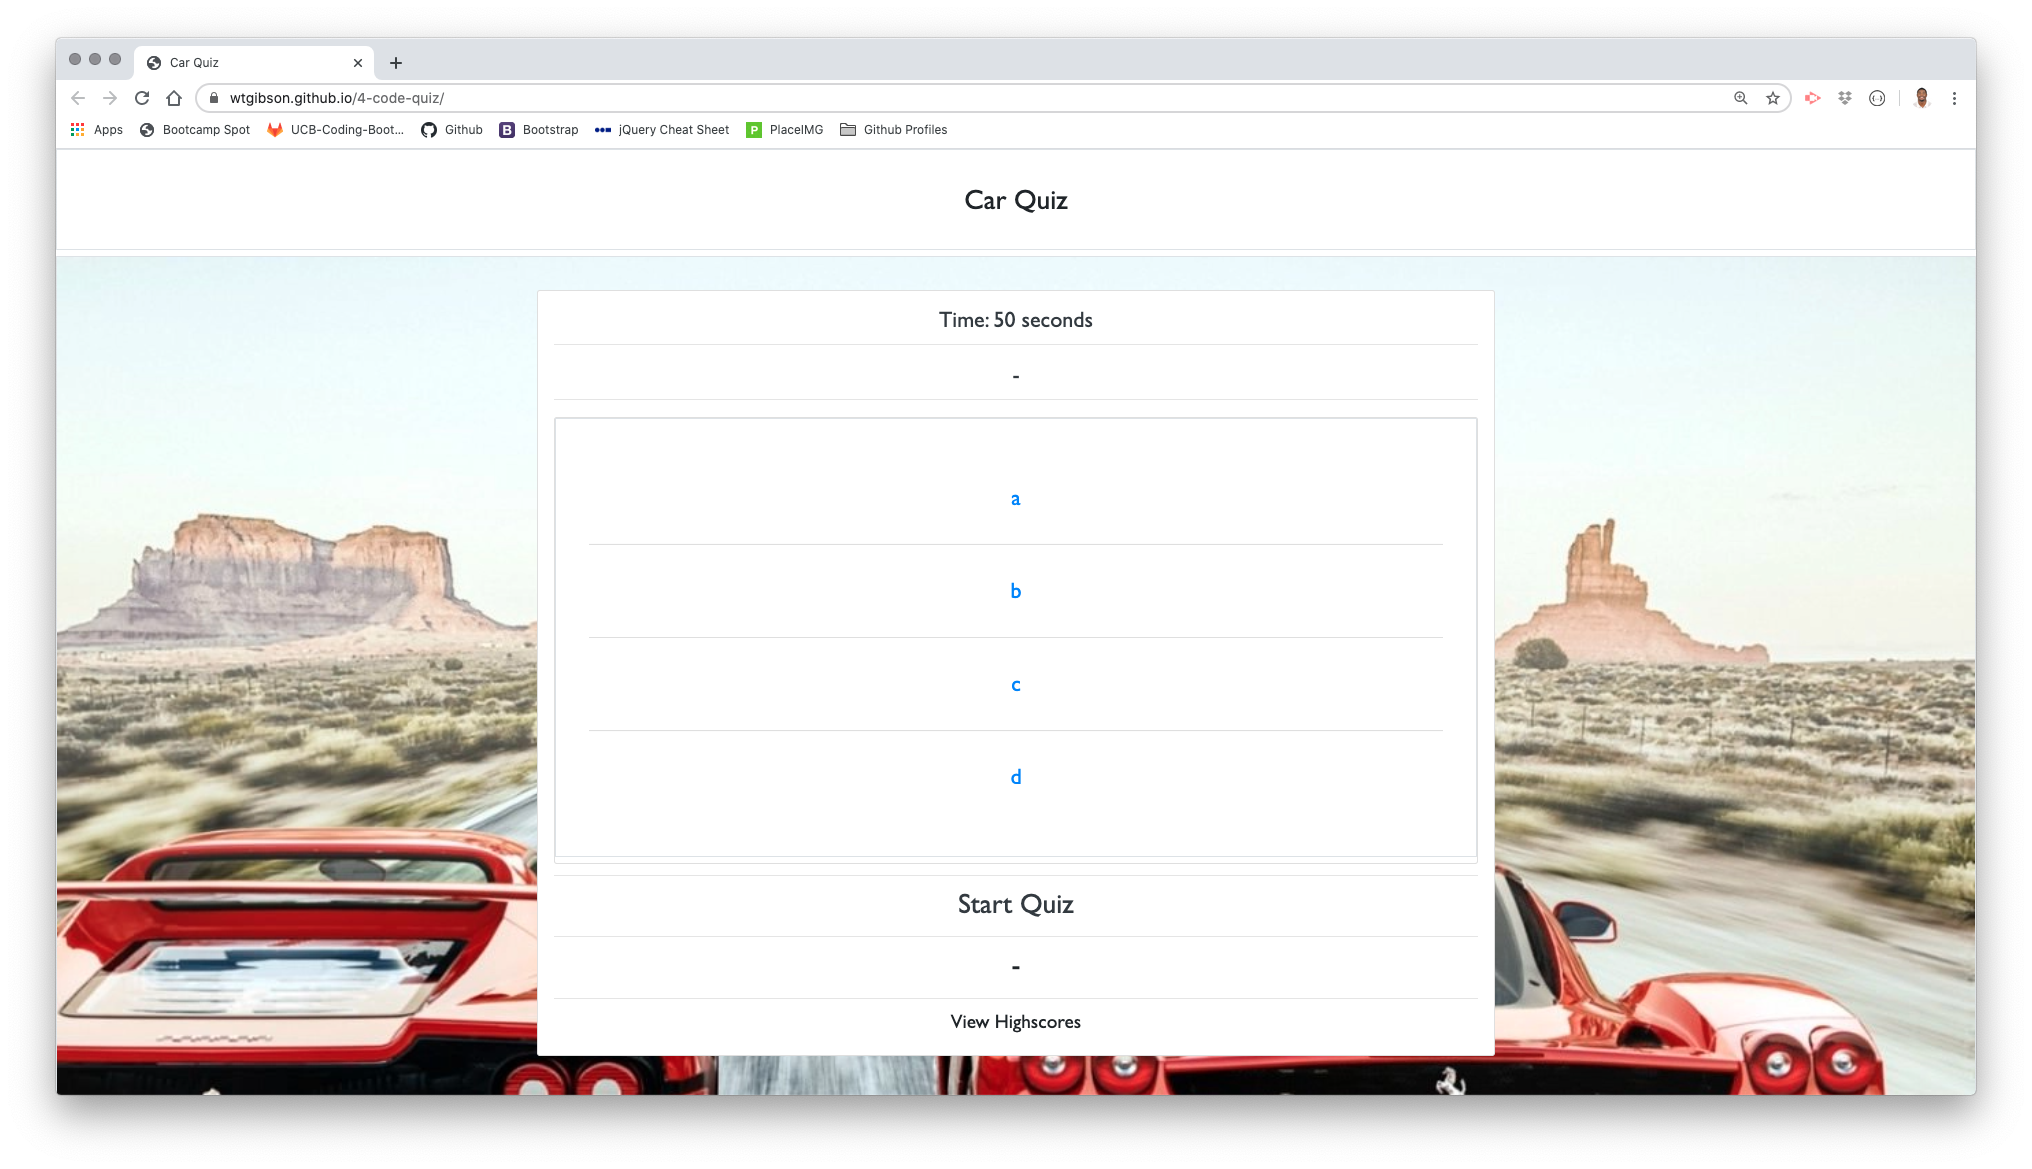 Car Quiz
wtgibson.github.io/4-code-quiz/
Apps Bootcamp Spot UCB-Coding-Boot... Github B Bootstrap jQuery Cheat Sheet P PlaceIMG Github Profiles
Car Quiz
Time: 50 seconds
-
a
b
c
d
Start Quiz
-
View Highscores